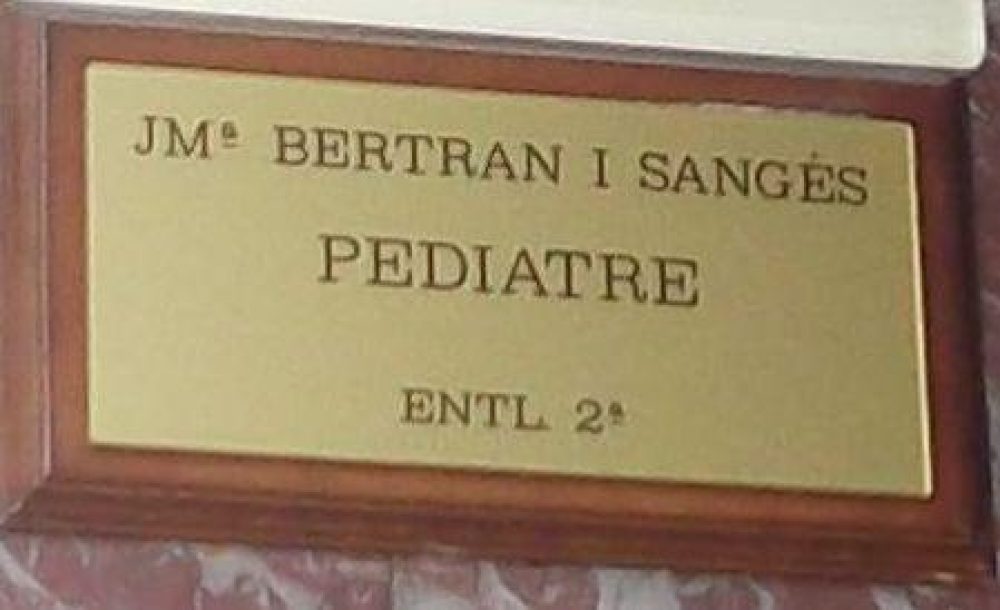 JMª BERTRAN I SANGÉS
PEDIATRE
ENTL. 2ª